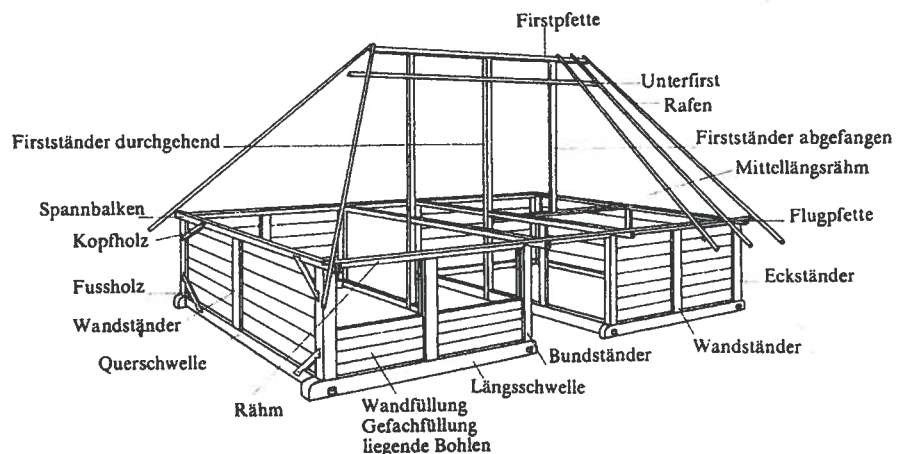 Firstpfette
Unterfirst
Rafen
Firstständer durchgehend
Firstständer abgefangen
Mittellängsrähm
Spannbalken
Flugpfette
Kopfholz
Eckständer
Fussholz
Wandständer
Wandständer
Querschwelle
Bundständer
Längsschwelle
Rähm
Wandfüllung
Gefachfüllung
liegende Bohlen